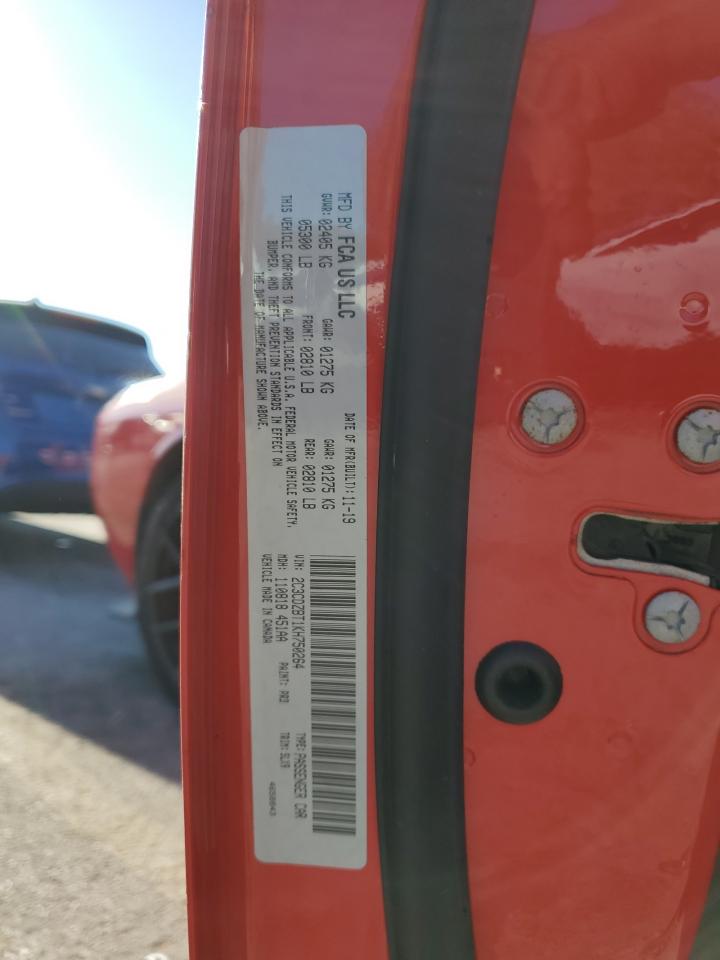 MFD BY FCA US LLC
DATE OF MFR(BUILT): 11-19
GVWR: 02405 KG GAWR: 01275 KG GAWR: 01275 KG
05300 LB FRONT: 02810 LB REAR: 02810 LB
THIS VEHICLE CONFORMS TO ALL APPLICABLE U.S.A. FEDERAL MOTOR VEHICLE SAFETY,
BUMPER, AND THEFT PREVENTION STANDARDS IN EFFECT ON
THE DATE OF MANUFACTURE SHOWN ABOVE.
VIN: 2C3CDZBT1KH750264 TYPE: PASSENGER CAR
MDH: 110818 451AA PAINT: PR3 TRIM: SLX9
VEHICLE MADE IN CANADA